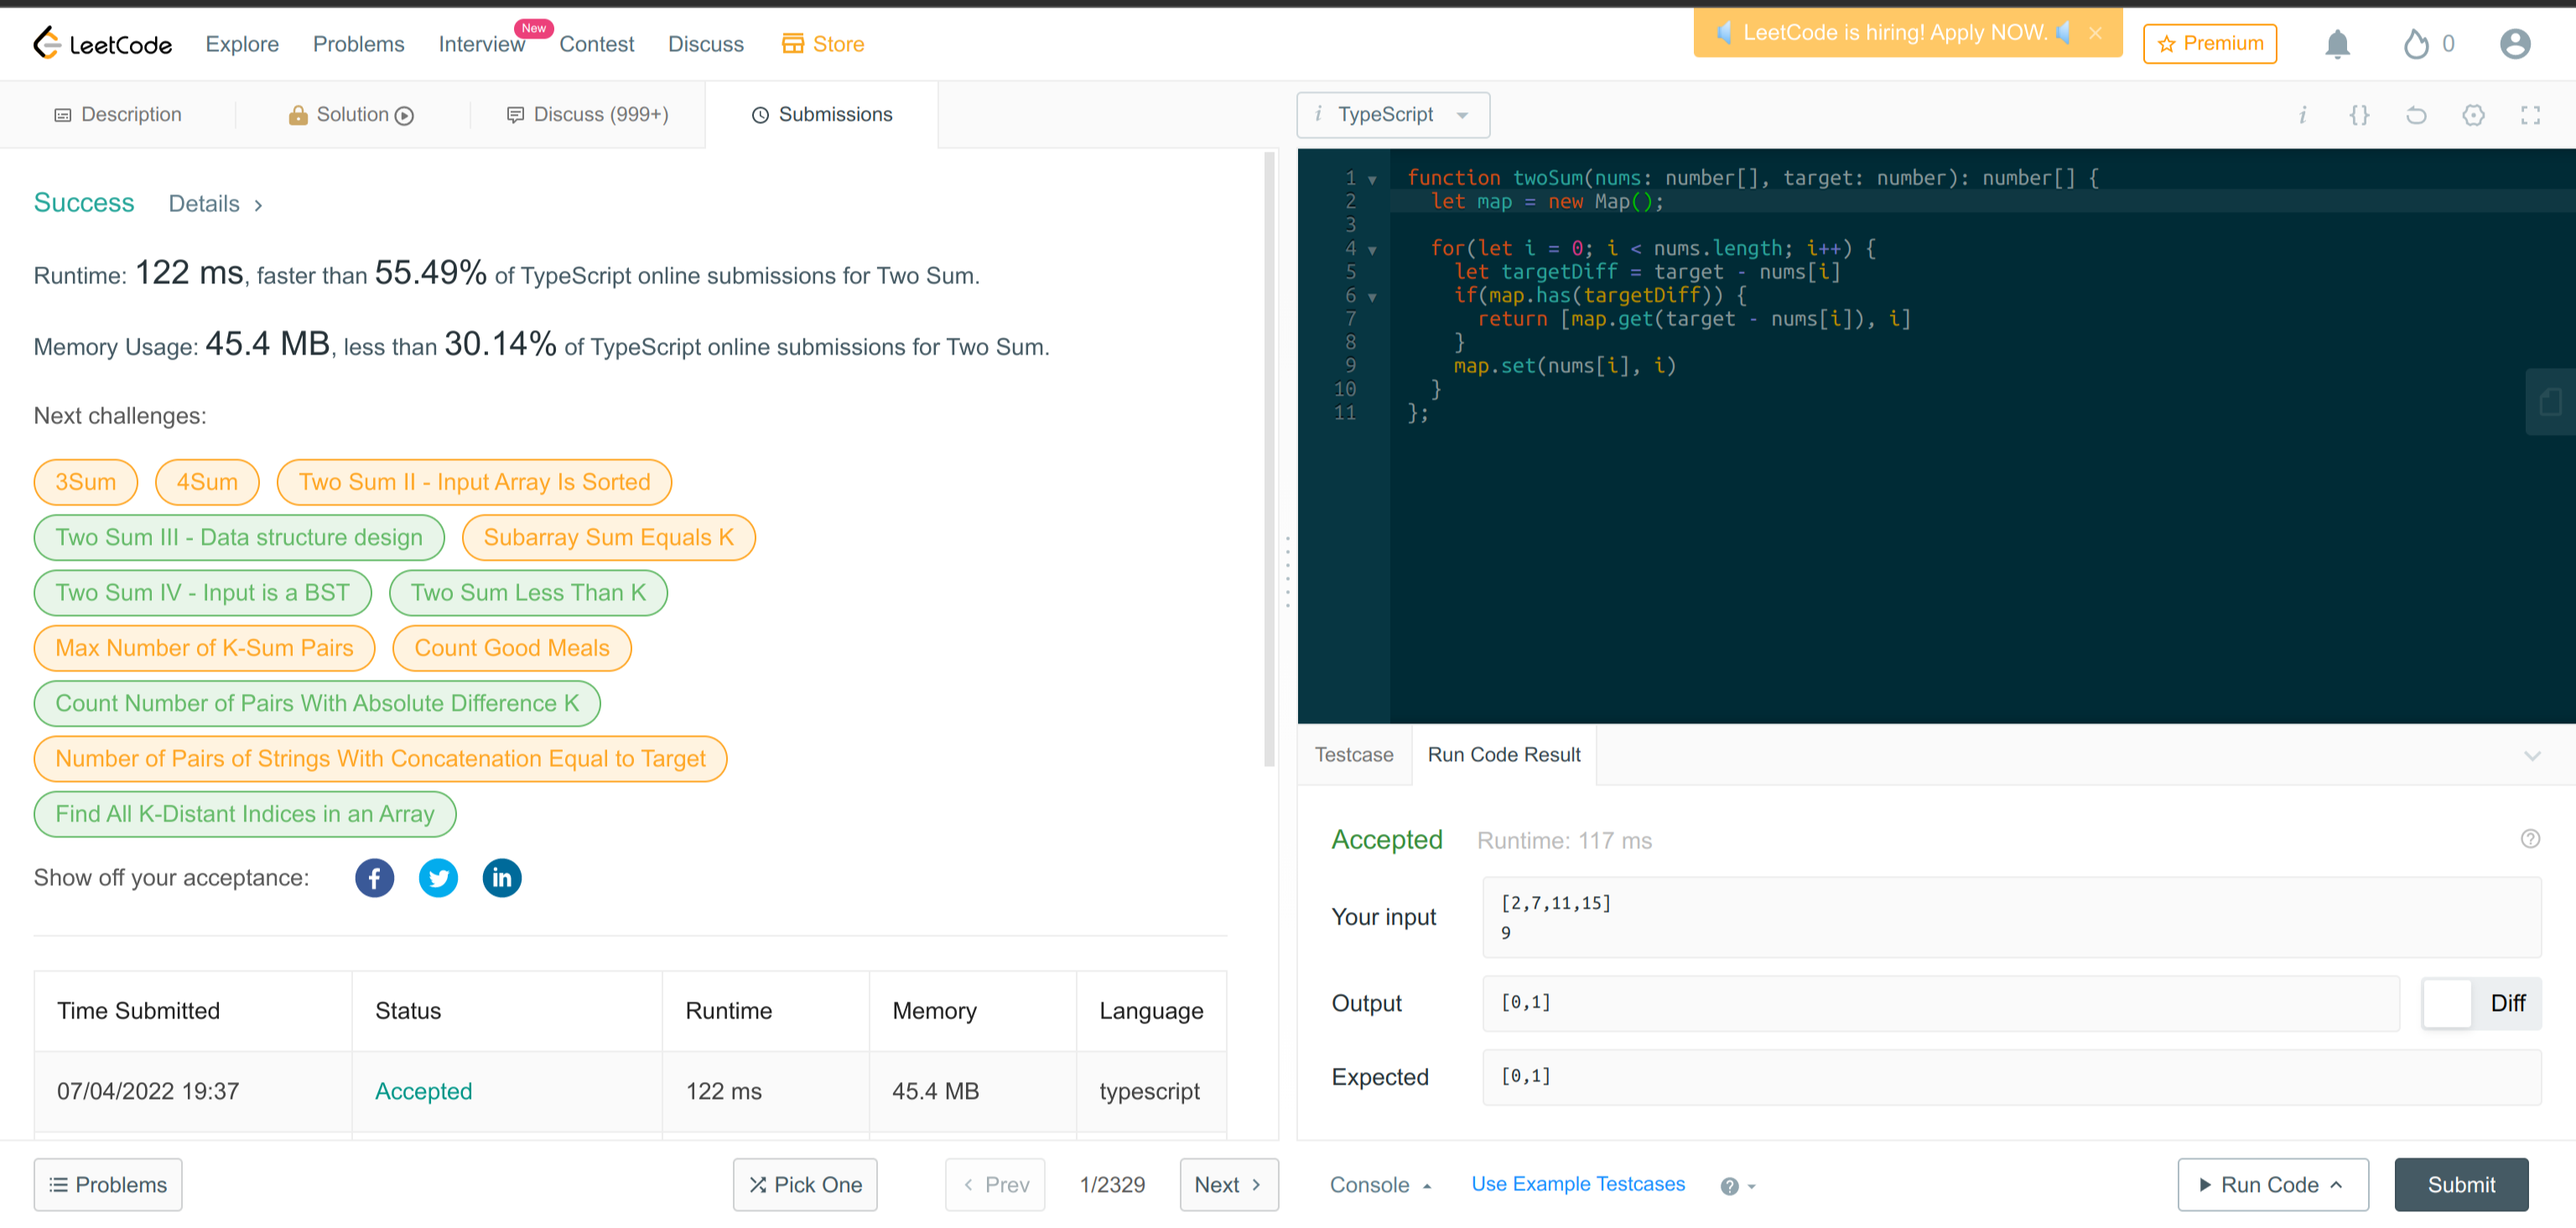 LeetCode Explore Problems Interview New Contest Discuss Store LeetCode is hiring! Apply NOW. Premium 0
Description Solution Discuss (999+) Submissions
i TypeScript
Success Details >
Runtime: 122 ms, faster than 55.49% of TypeScript online submissions for Two Sum.
Memory Usage: 45.4 MB, less than 30.14% of TypeScript online submissions for Two Sum.
Next challenges:
3Sum 4Sum Two Sum II - Input Array Is Sorted
Two Sum III - Data structure design Subarray Sum Equals K
Two Sum IV - Input is a BST Two Sum Less Than K
Max Number of K-Sum Pairs Count Good Meals
Count Number of Pairs With Absolute Difference K
Number of Pairs of Strings With Concatenation Equal to Target
Find All K-Distant Indices in an Array
Show off your acceptance:
Time Submitted Status Runtime Memory Language
07/04/2022 19:37 Accepted 122 ms 45.4 MB typescript
Problems Pick One < Prev 1/2329 Next >
1 function twoSum(nums: number[], target: number): number[] {
2 let map = new Map();
3
4 for(let i = 0; i < nums.length; i++) {
5 let targetDiff = target - nums[i]
6 if(map.has(targetDiff)) {
7 return [map.get(target - nums[i]), i]
8 }
9 map.set(nums[i], i)
10 }
11 };
Testcase Run Code Result
Accepted Runtime: 117 ms
Your input
[2,7,11,15]
9
Output [0,1] Diff
Expected [0,1]
Console Use Example Testcases Run Code Submit